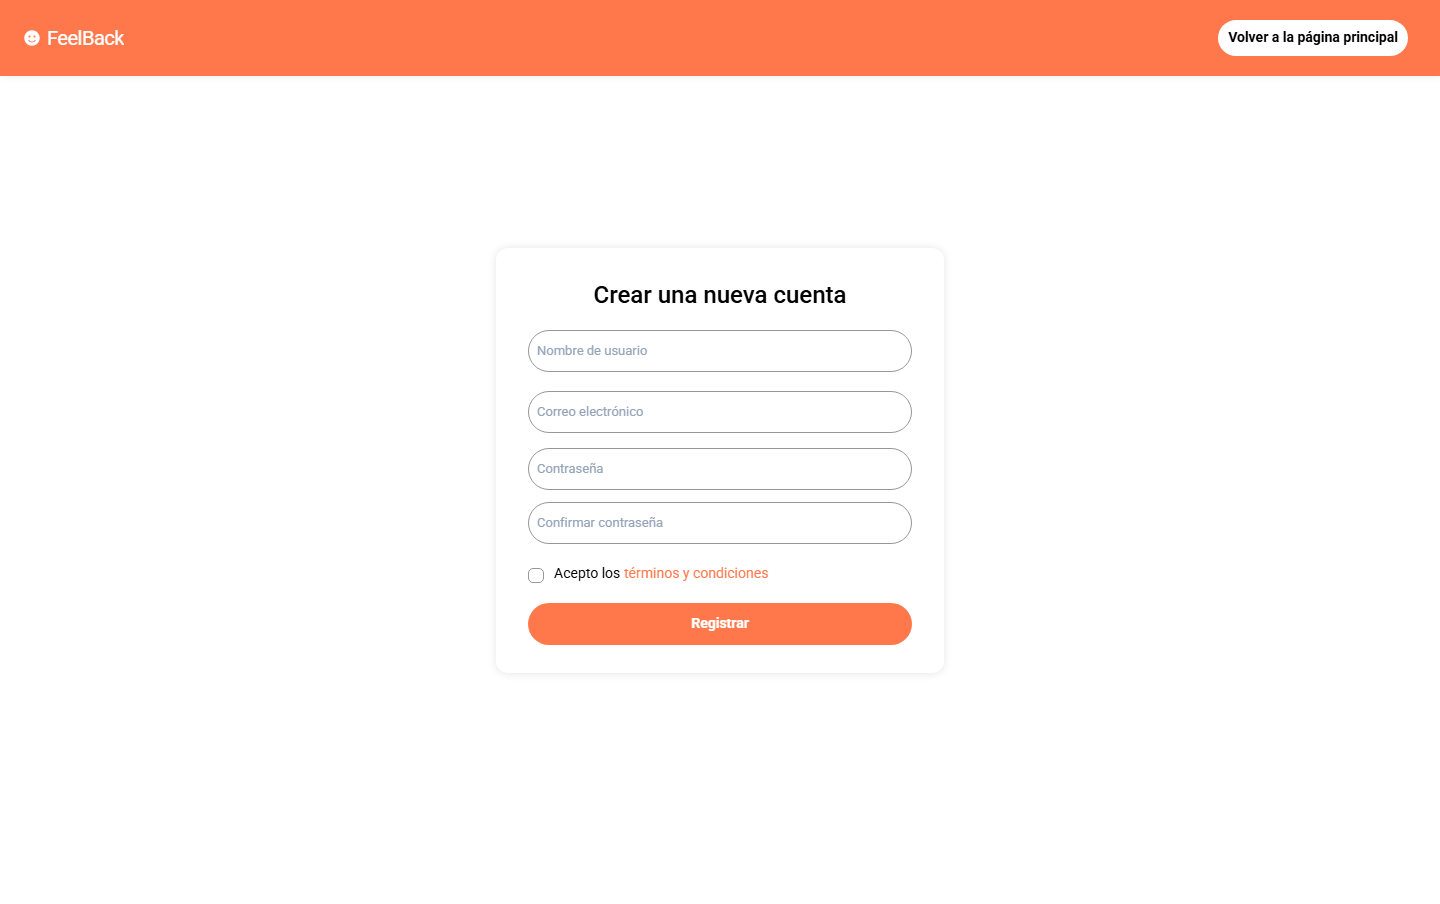 FeelBack
Volver a la página principal
Crear una nueva cuenta
Nombre de usuario
Correo electrónico
Contraseña
Confirmar contraseña
Acepto los términos y condiciones
Registrar